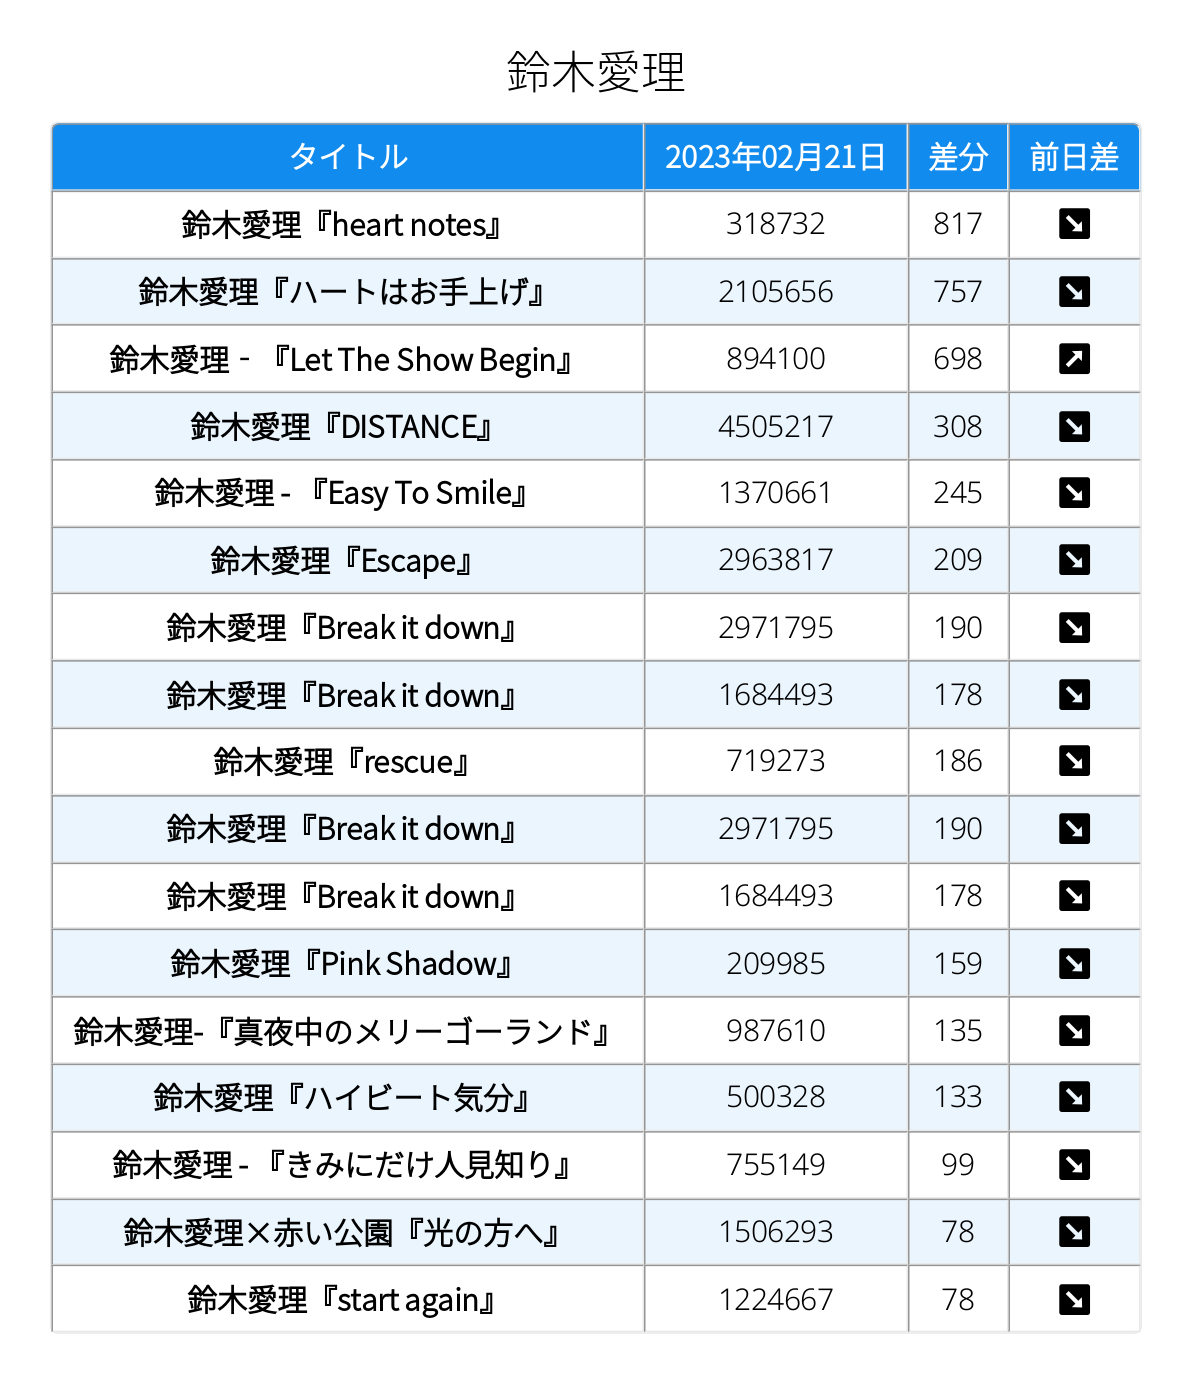 鈴木愛理
タイトル 2023年02月21日 差分 前日差
鈴木愛理『heart notes』 318732 817
鈴木愛理『ハートはお手上げ』 2105656 757
鈴木愛理 - 『Let The Show Begin』 894100 698
鈴木愛理『DISTANCE』 4505217 308
鈴木愛理 - 『Easy To Smile』 1370661 245
鈴木愛理『Escape』 2963817 209
鈴木愛理『Break it down』 2971795 190
鈴木愛理『Break it down』 1684493 178
鈴木愛理『rescue』 719273 186
鈴木愛理『Break it down』 2971795 190
鈴木愛理『Break it down』 1684493 178
鈴木愛理『Pink Shadow』 209985 159
鈴木愛理-『真夜中のメリーゴーランド』 987610 135
鈴木愛理『ハイビート気分』 500328 133
鈴木愛理 - 『きみにだけ人見知り』 755149 99
鈴木愛理×赤い公園『光の方へ』 1506293 78
鈴木愛理『start again』 1224667 78